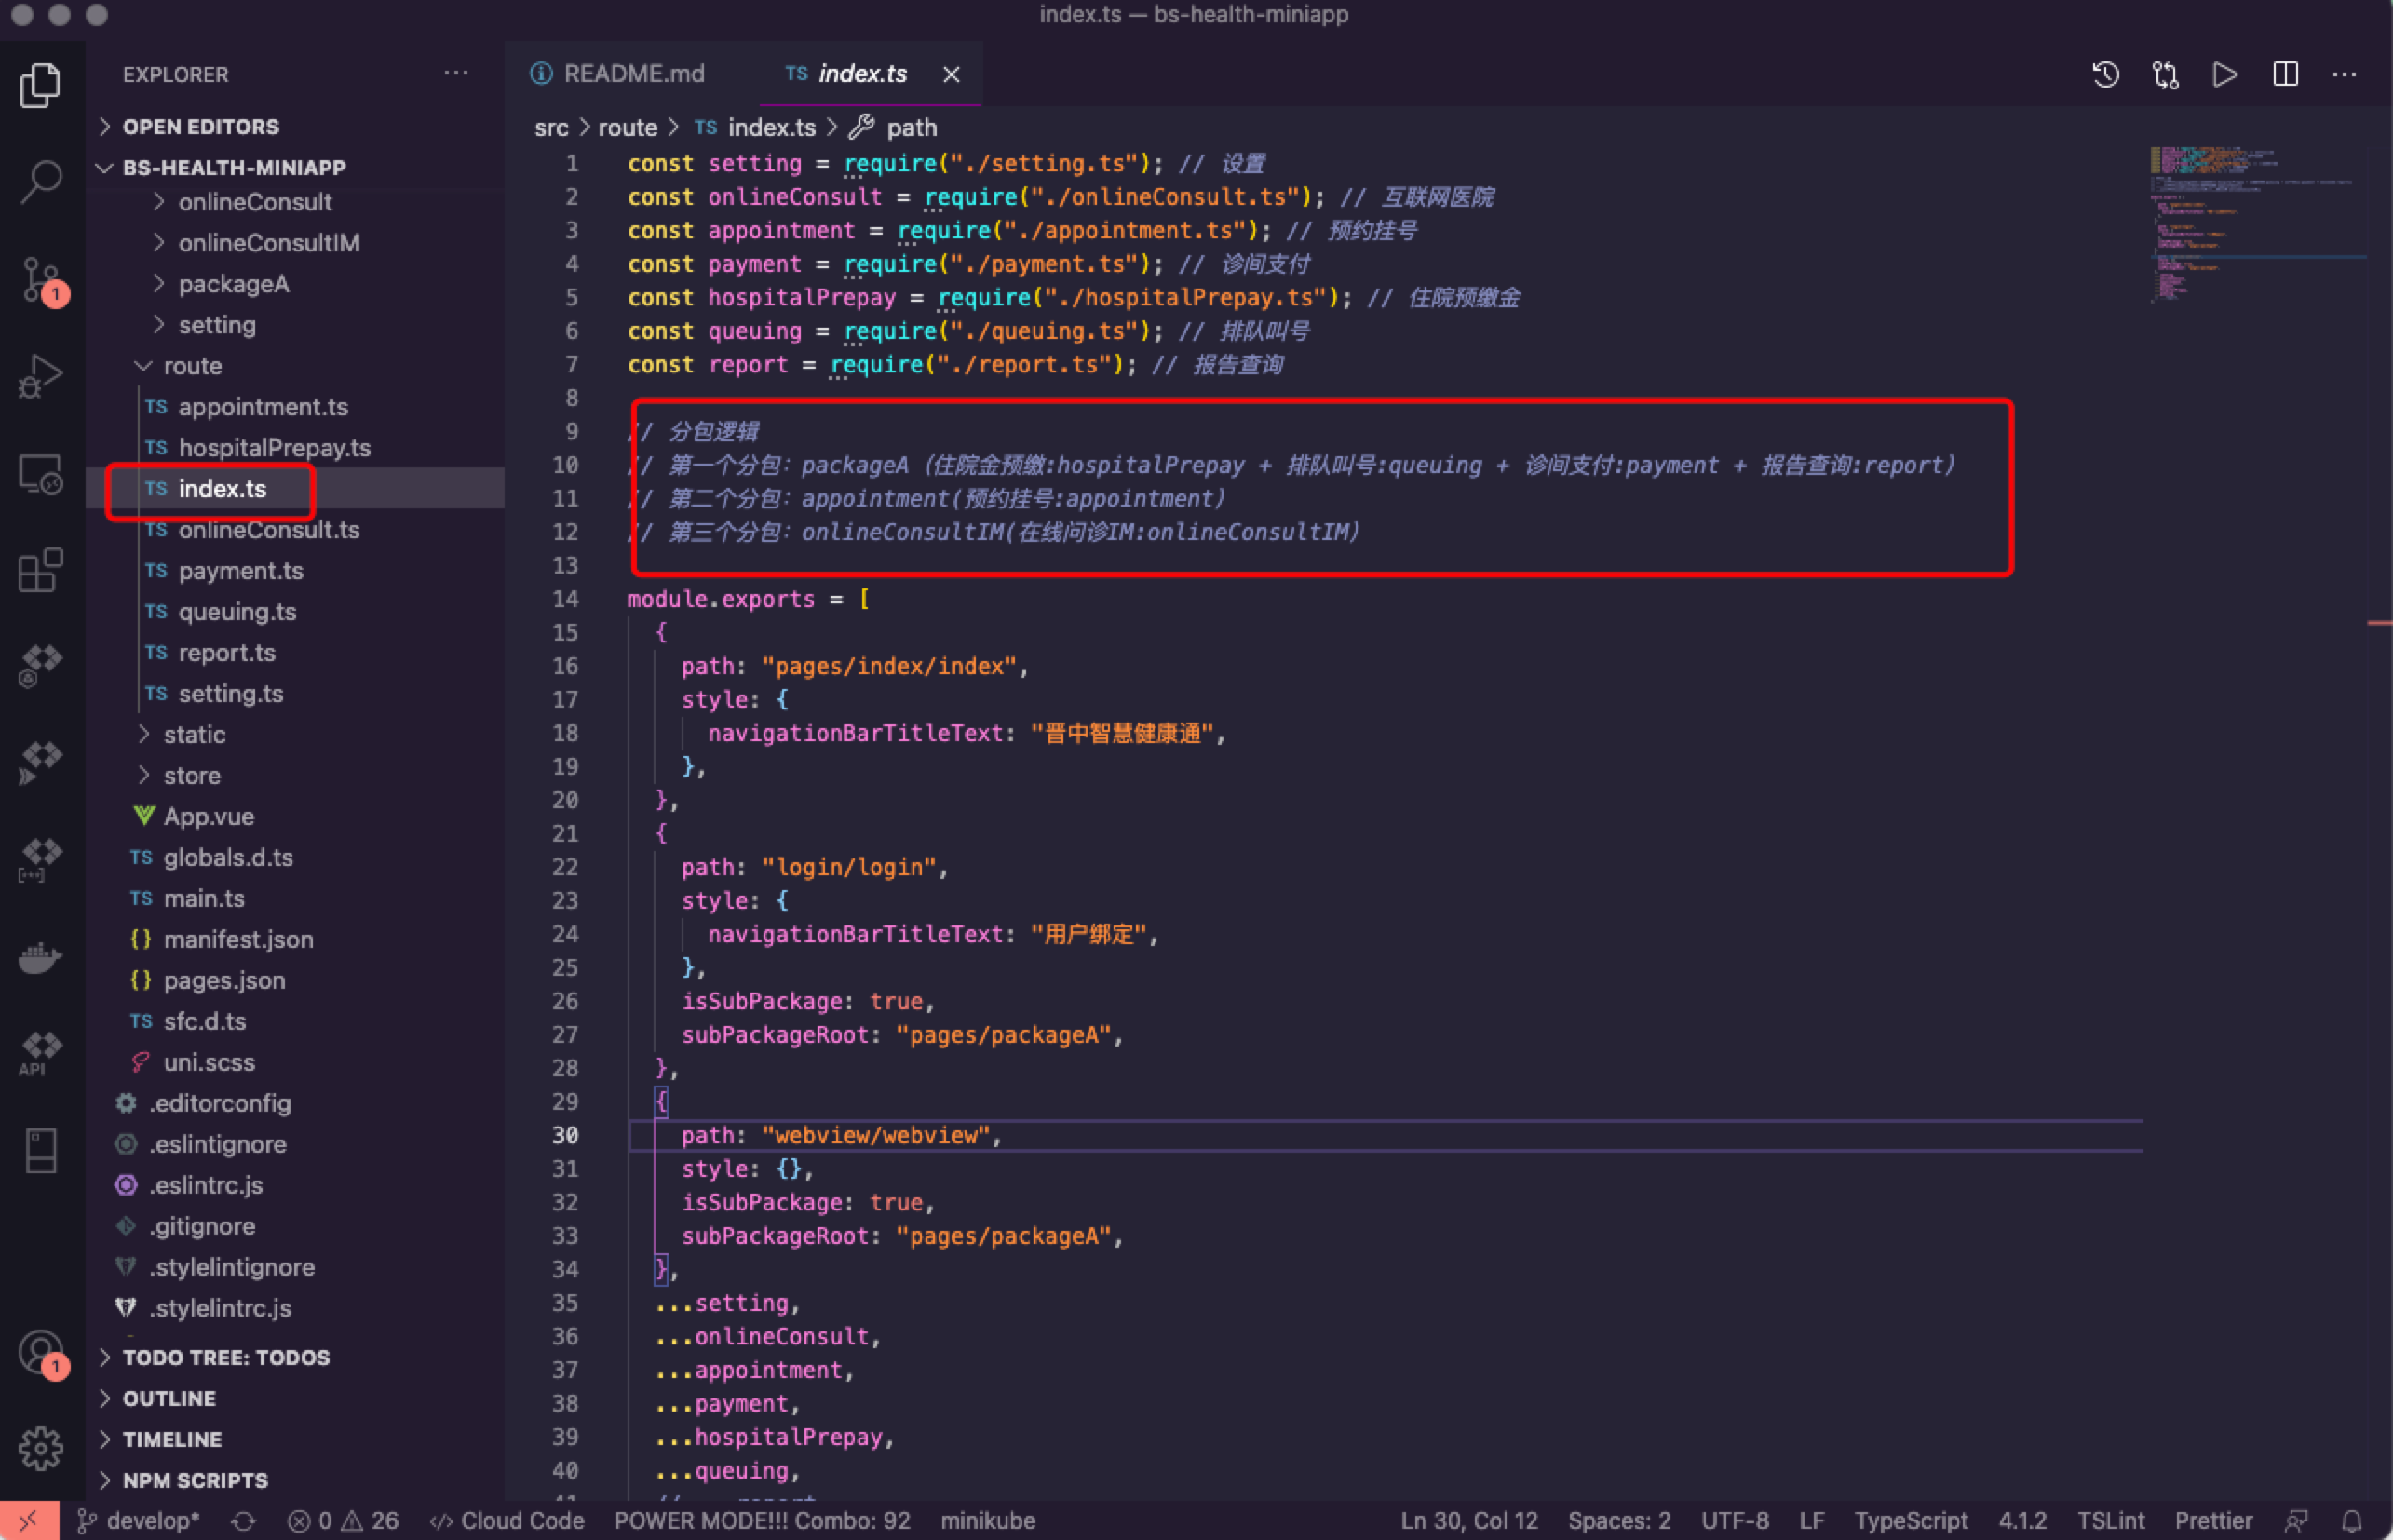 index.ts — bs-health-miniapp
EXPLORER
OPEN EDITORS
BS-HEALTH-MINIAPP
onlineConsult
onlineConsultIM
packageA
setting
route
TS appointment.ts
TS hospitalPrepay.ts
TS index.ts
TS onlineConsult.ts
TS payment.ts
TS queuing.ts
TS report.ts
TS setting.ts
static
store
App.vue
TS globals.d.ts
TS main.ts
{} manifest.json
{} pages.json
TS sfc.d.ts
uni.scss
.editorconfig
.eslintignore
.eslintrc.js
.gitignore
.stylelintignore
.stylelintrc.js
TODO TREE: TODOS
OUTLINE
TIMELINE
NPM SCRIPTS
1
API
1
README.md TS index.ts
src > route > TS index.ts > path
1 const setting = require("./setting.ts"); // 设置
2 const onlineConsult = require("./onlineConsult.ts"); // 互联网医院
3 const appointment = require("./appointment.ts"); // 预约挂号
4 const payment = require("./payment.ts"); // 诊间支付
5 const hospitalPrepay = require("./hospitalPrepay.ts"); // 住院预缴金
6 const queuing = require("./queuing.ts"); // 排队叫号
7 const report = require("./report.ts"); // 报告查询
8
9 // 分包逻辑
10 // 第一个分包：packageA（住院金预缴:hospitalPrepay + 排队叫号:queuing + 诊间支付:payment + 报告查询:report）
11 // 第二个分包：appointment(预约挂号:appointment)
12 // 第三个分包：onlineConsultIM(在线问诊IM:onlineConsultIM)
13
14 module.exports = [
15 {
16 path: "pages/index/index",
17 style: {
18 navigationBarTitleText: "晋中智慧健康通",
19 },
20 },
21 {
22 path: "login/login",
23 style: {
24 navigationBarTitleText: "用户绑定",
25 },
26 isSubPackage: true,
27 subPackageRoot: "pages/packageA",
28 },
29 {
30 path: "webview/webview",
31 style: {},
32 isSubPackage: true,
33 subPackageRoot: "pages/packageA",
34 },
35 ...setting,
36 ...onlineConsult,
37 ...appointment,
38 ...payment,
39 ...hospitalPrepay,
40 ...queuing,
develop* 0 26 Cloud Code POWER MODE!!! Combo: 92 minikube Ln 30, Col 12 Spaces: 2 UTF-8 LF TypeScript 4.1.2 TSLint Prettier